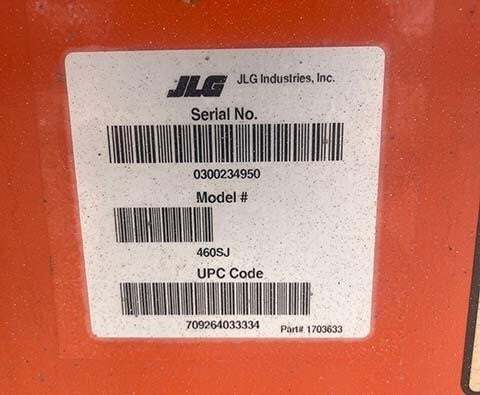 JLG JLG Industries, Inc.
Serial No.
0300234950
Model #
460SJ
UPC Code
709264033334 Part# 1703633